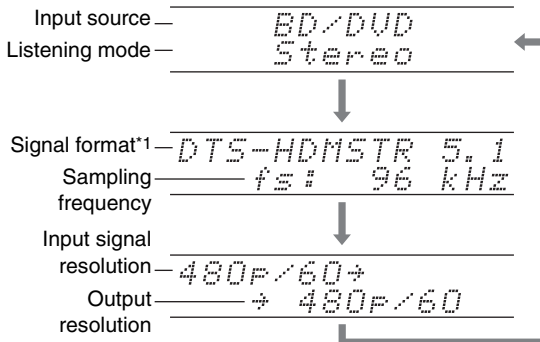 Input source
BD/DVD
Listening mode
Stereo
Signal format*1
DTS-HDMSTR 5.1
Sampling
frequency
fs: 96 kHz
Input signal
resolution
480p/60→
Output
resolution
→ 480p/60